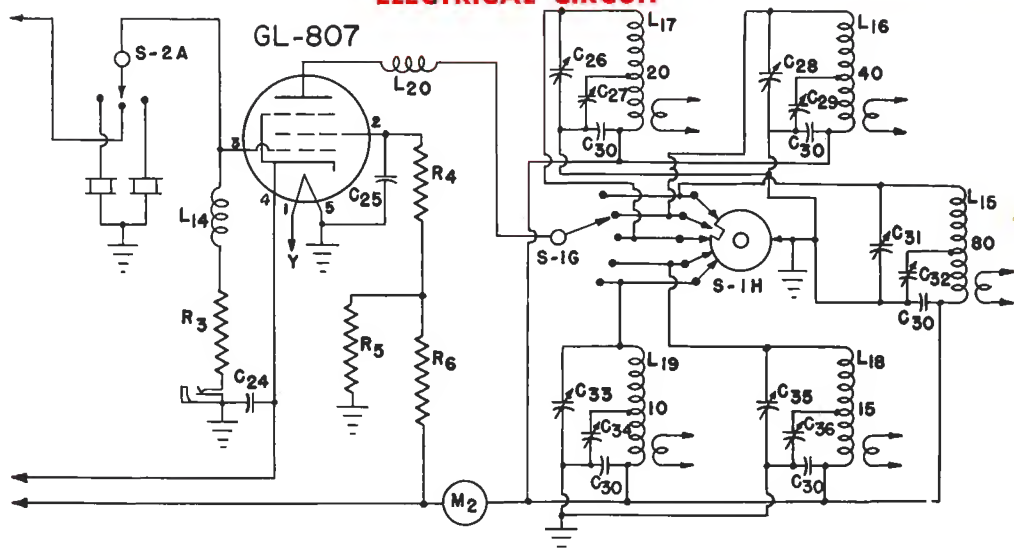 ELECTRICAL CIRCUIT
S-2A
GL-807
L20
3
2
4
1
5
Y
C25
R4
L14
R3
C24
R5
R6
M2
S-1G
S-1H
L17
C26
20
C27
C30
L16
C28
40
C29
C30
L15
C31
80
C32
C30
L19
C33
10
C34
C30
L18
C35
15
C36
C30